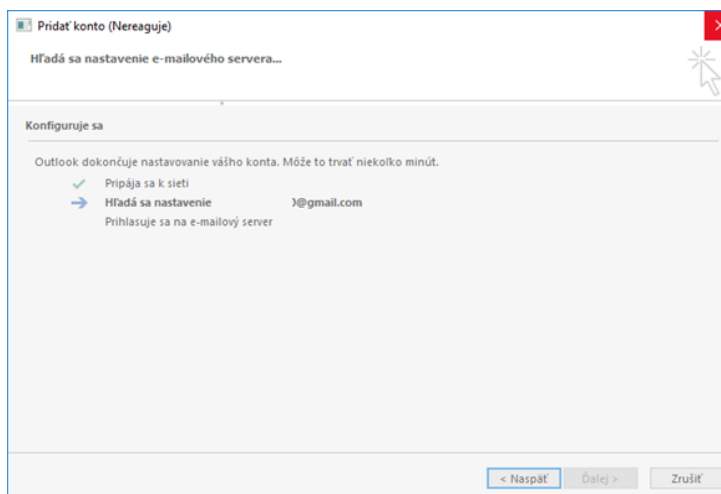 Pridať konto (Nereaguje)
Hľadá sa nastavenie e-mailového servera...
Konfiguruje sa
Outlook dokončuje nastavovanie vášho konta. Môže to trvať niekoľko minút.
Pripája sa k sieti
Hľadá sa nastavenie @gmail.com
Prihlasuje sa na e-mailový server
< Naspäť Ďalej > Zrušiť